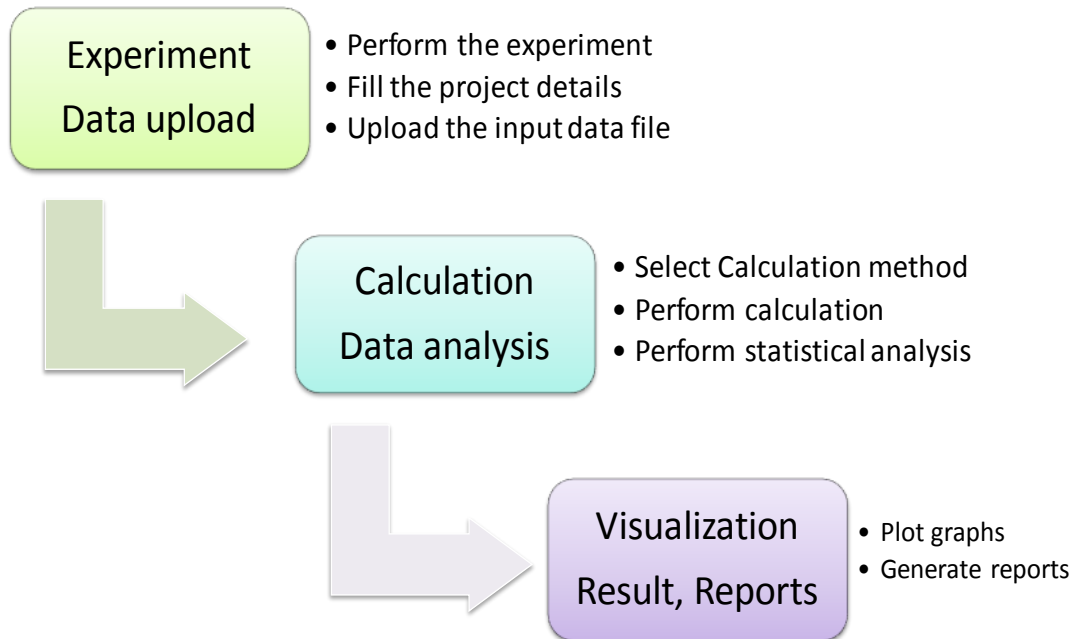 Experiment
Data upload
• Perform the experiment
• Fill the project details
• Upload the input data file
Calculation
Data analysis
• Select Calculation method
• Perform calculation
• Perform statistical analysis
Visualization
Result, Reports
• Plot graphs
• Generate reports